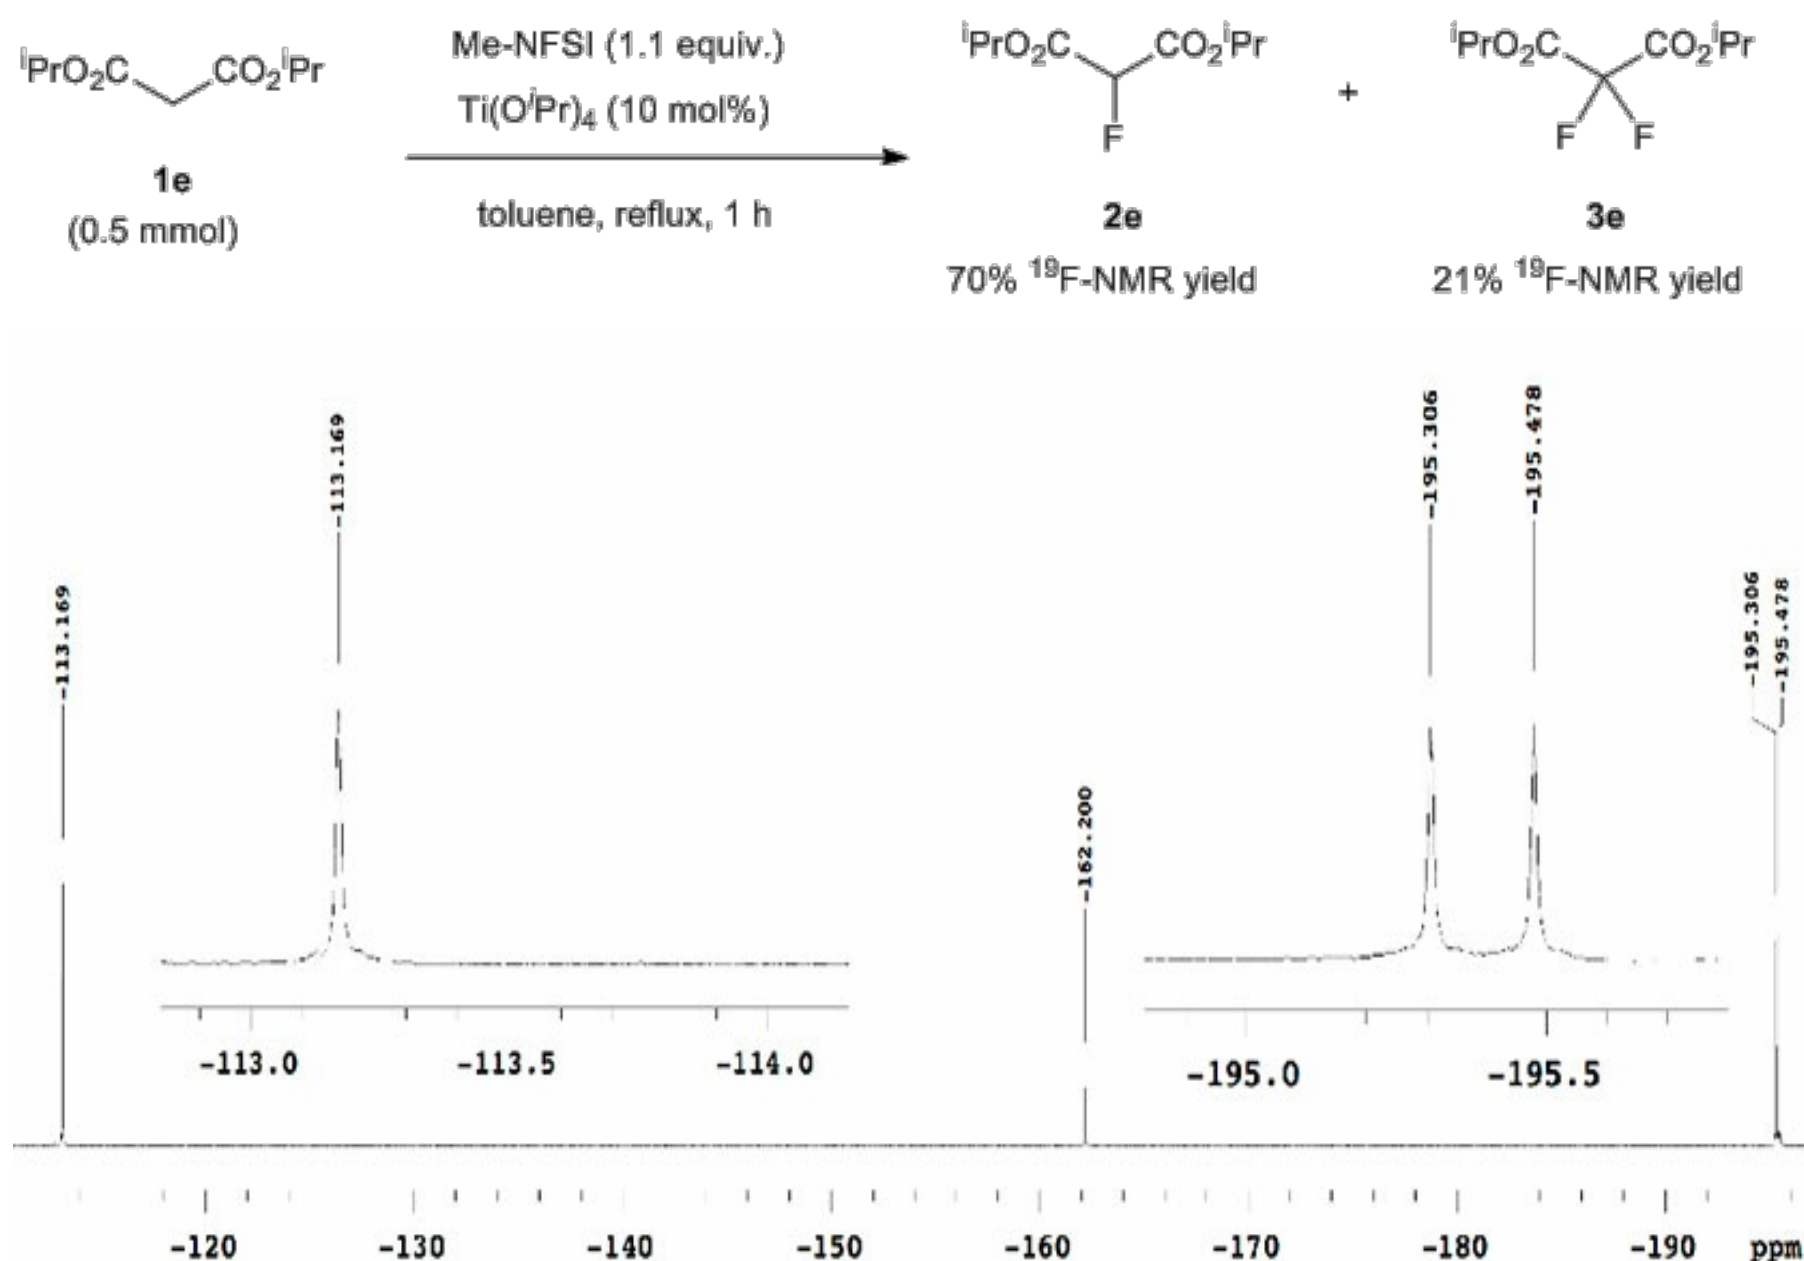 iPrO2C CO2iPr
1e
(0.5 mmol)
Me-NFSI (1.1 equiv.)
Ti(OiPr)4 (10 mol%)
toluene, reflux, 1 h
iPrO2C CO2iPr
F
2e
70% 19F-NMR yield
+
iPrO2C CO2iPr
F F
3e
21% 19F-NMR yield
-113.169
-113.169
-162.200
-195.306
-195.478
-195.306
-195.478
-113.0 -113.5 -114.0
-195.0 -195.5
-120 -130 -140 -150 -160 -170 -180 -190 ppm